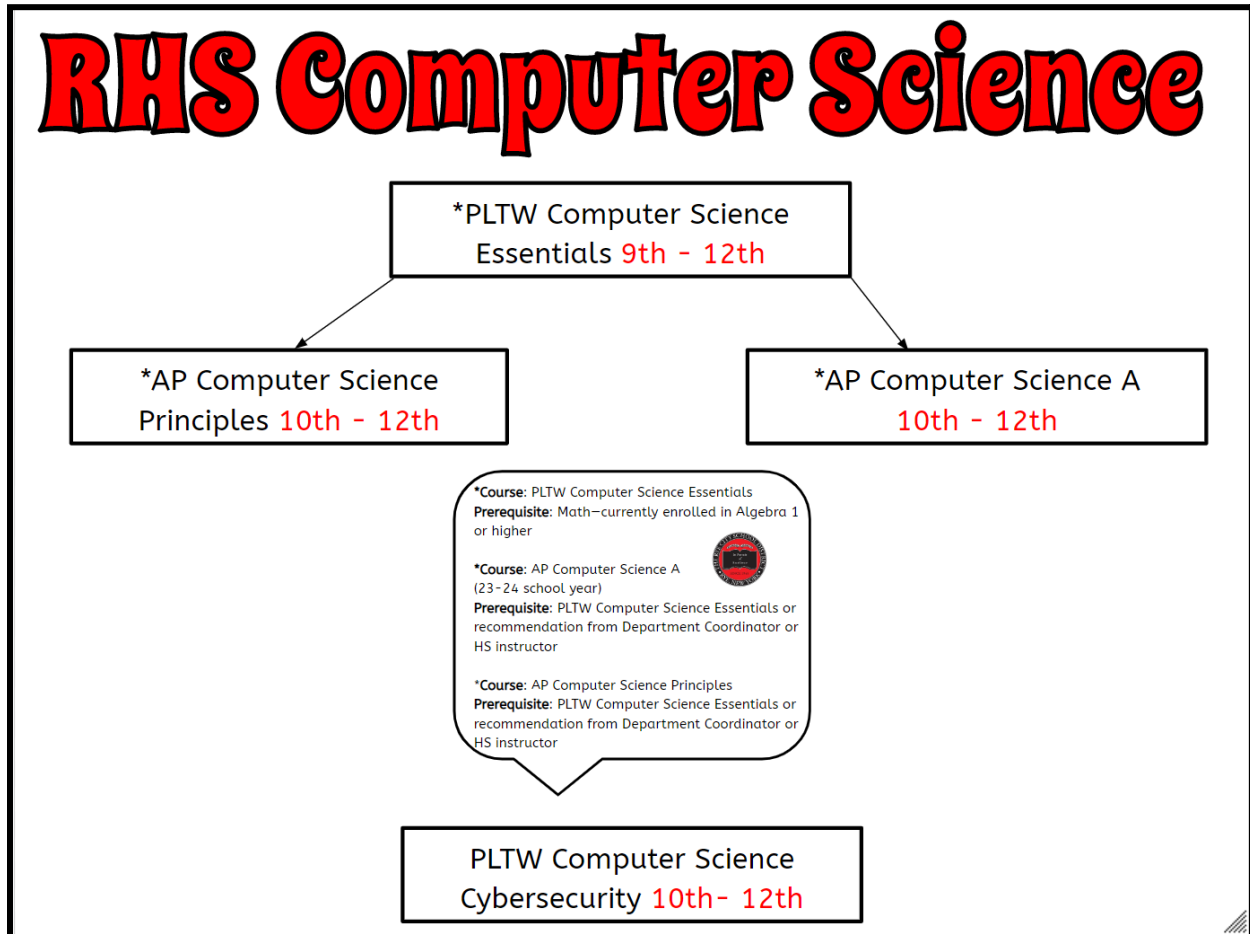 RHS Computer Science
*PLTW Computer Science
Essentials 9th - 12th
*AP Computer Science
Principles 10th - 12th
*AP Computer Science A
10th - 12th
*Course: PLTW Computer Science Essentials
Prerequisite: Math—currently enrolled in Algebra 1
or higher
*Course: AP Computer Science A
(23-24 school year)
Prerequisite: PLTW Computer Science Essentials or
recommendation from Department Coordinator or
HS instructor
*Course: AP Computer Science Principles
Prerequisite: PLTW Computer Science Essentials or
recommendation from Department Coordinator or
HS instructor
PLTW Computer Science
Cybersecurity 10th- 12th